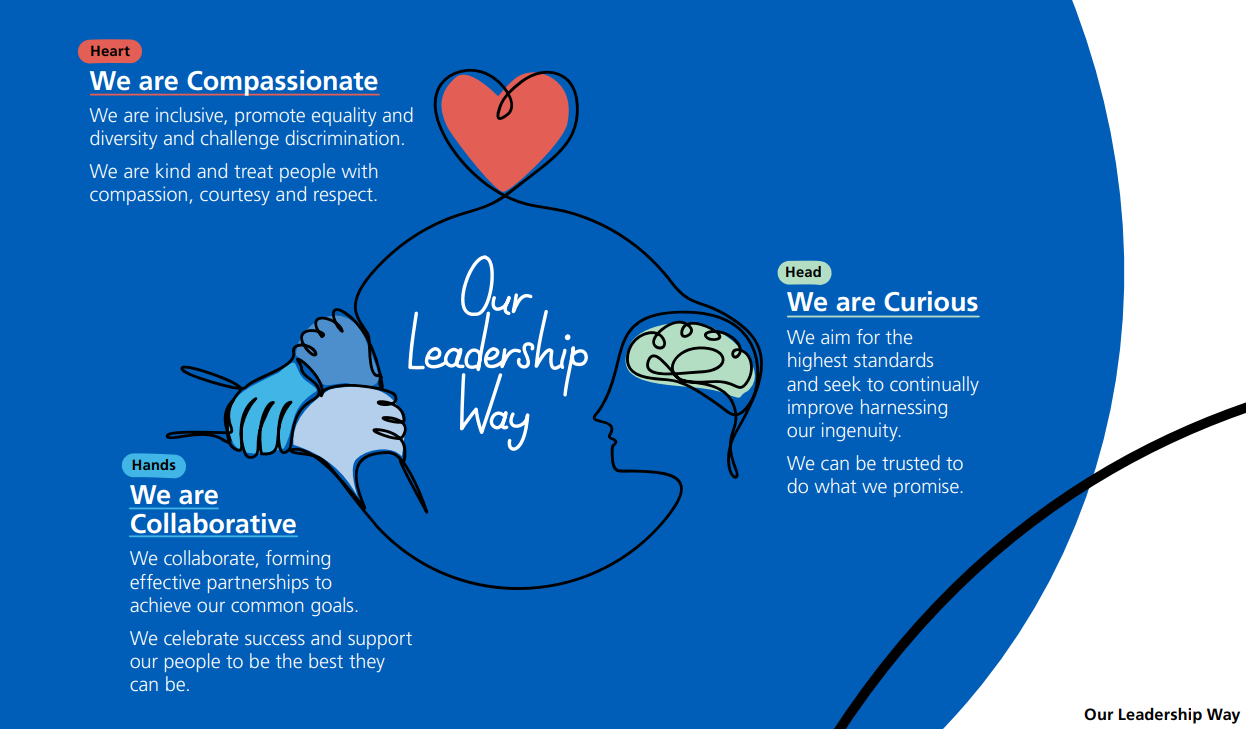 Heart
We are Compassionate
We are inclusive, promote equality and
diversity and challenge discrimination.
We are kind and treat people with
compassion, courtesy and respect.
Our
Leadership
Way
Head
We are Curious
We aim for the
highest standards
and seek to continually
improve harnessing
our ingenuity.
We can be trusted to
do what we promise.
Hands
We are
Collaborative
We collaborate, forming
effective partnerships to
achieve our common goals.
We celebrate success and support
our people to be the best they
can be.
Our Leadership Way